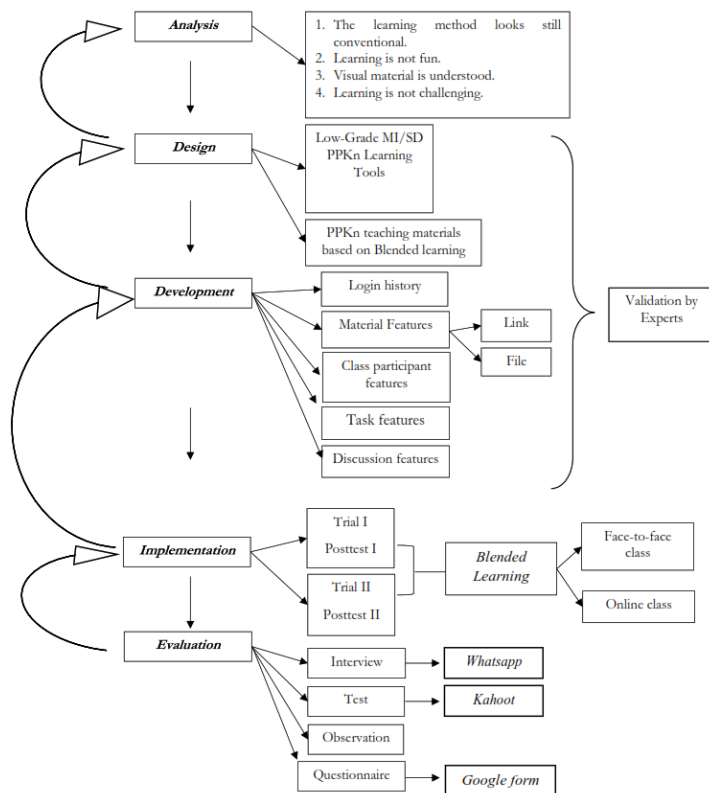 Analysis
1. The learning method looks still
conventional.
2. Learning is not fun.
3. Visual material is understood.
4. Learning is not challenging.
Design
Low-Grade MI/SD
PPKn Learning
Tools
PPKn teaching materials
based on Blended learning
Development
Login history
Material Features
Link
File
Class participant
features
Task features
Discussion features
Validation by
Experts
Implementation
Trial I
Posttest I
Trial II
Posttest II
Blended
Learning
Face-to-face
class
Online class
Evaluation
Interview
Whatsapp
Test
Kahoot
Observation
Questionnaire
Google form